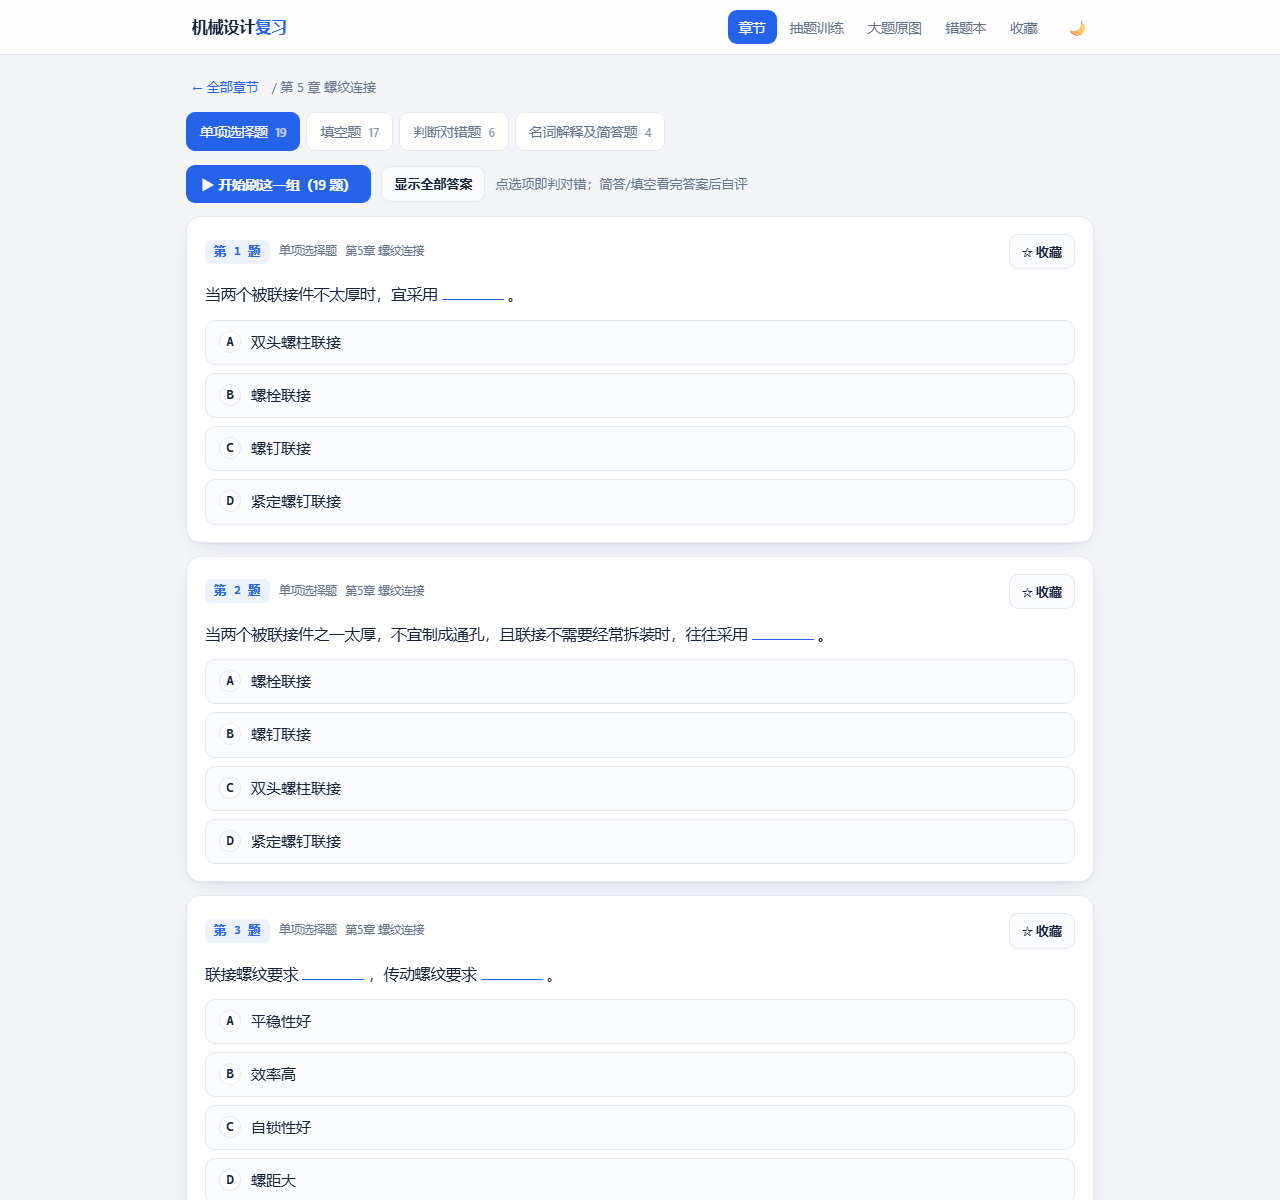 机械设计复习
章节 抽题训练 大题原图 错题本 收藏 🌙
← 全部章节 / 第 5 章 螺纹连接
单项选择题 19 填空题 17 判断对错题 6 名词解释及简答题 4
▶ 开始刷这一组（19 题） 显示全部答案 点选项即判对错；简答/填空看完答案后自评
第 1 题 单项选择题 第5章 螺纹连接 ☆ 收藏
当两个被联接件不太厚时，宜采用 ________ 。
A 双头螺柱联接
B 螺栓联接
C 螺钉联接
D 紧定螺钉联接
第 2 题 单项选择题 第5章 螺纹连接 ☆ 收藏
当两个被联接件之一太厚，不宜制成通孔，且联接不需要经常拆装时，往往采用 ________ 。
A 螺栓联接
B 螺钉联接
C 双头螺柱联接
D 紧定螺钉联接
第 3 题 单项选择题 第5章 螺纹连接 ☆ 收藏
联接螺纹要求 ________ ，传动螺纹要求 ________ 。
A 平稳性好
B 效率高
C 自锁性好
D 螺距大